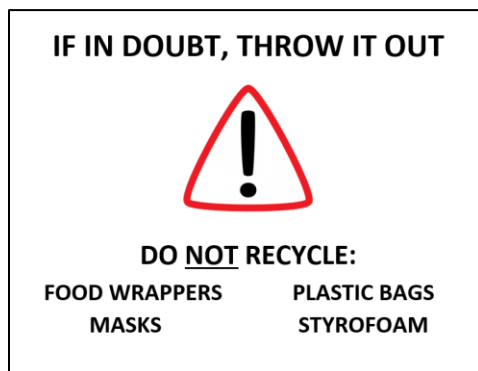 IF IN DOUBT, THROW IT OUT
!
DO NOT RECYCLE:
FOOD WRAPPERS PLASTIC BAGS
MASKS STYROFOAM